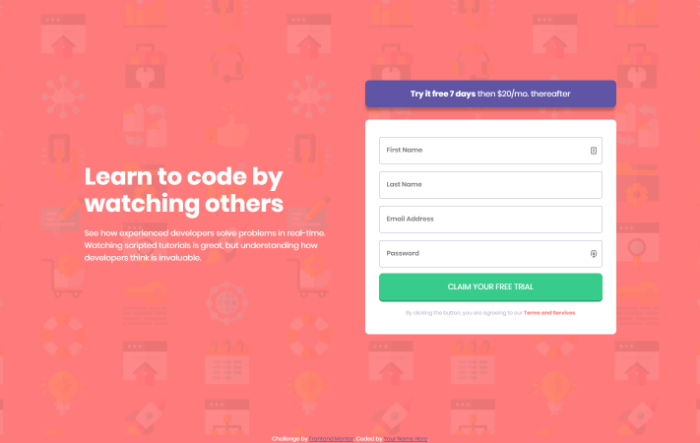 Learn to code by
watching others
See how experienced developers solve problems in real-time.
Watching scripted tutorials is great, but understanding how
developers think is invaluable.
Try it free 7 days then $20/mo. thereafter
First Name
Last Name
Email Address
Password
CLAIM YOUR FREE TRIAL
By clicking the button, you are agreeing to our Terms and Services
Challenge by Frontend Mentor. Coded by Your Name Here.